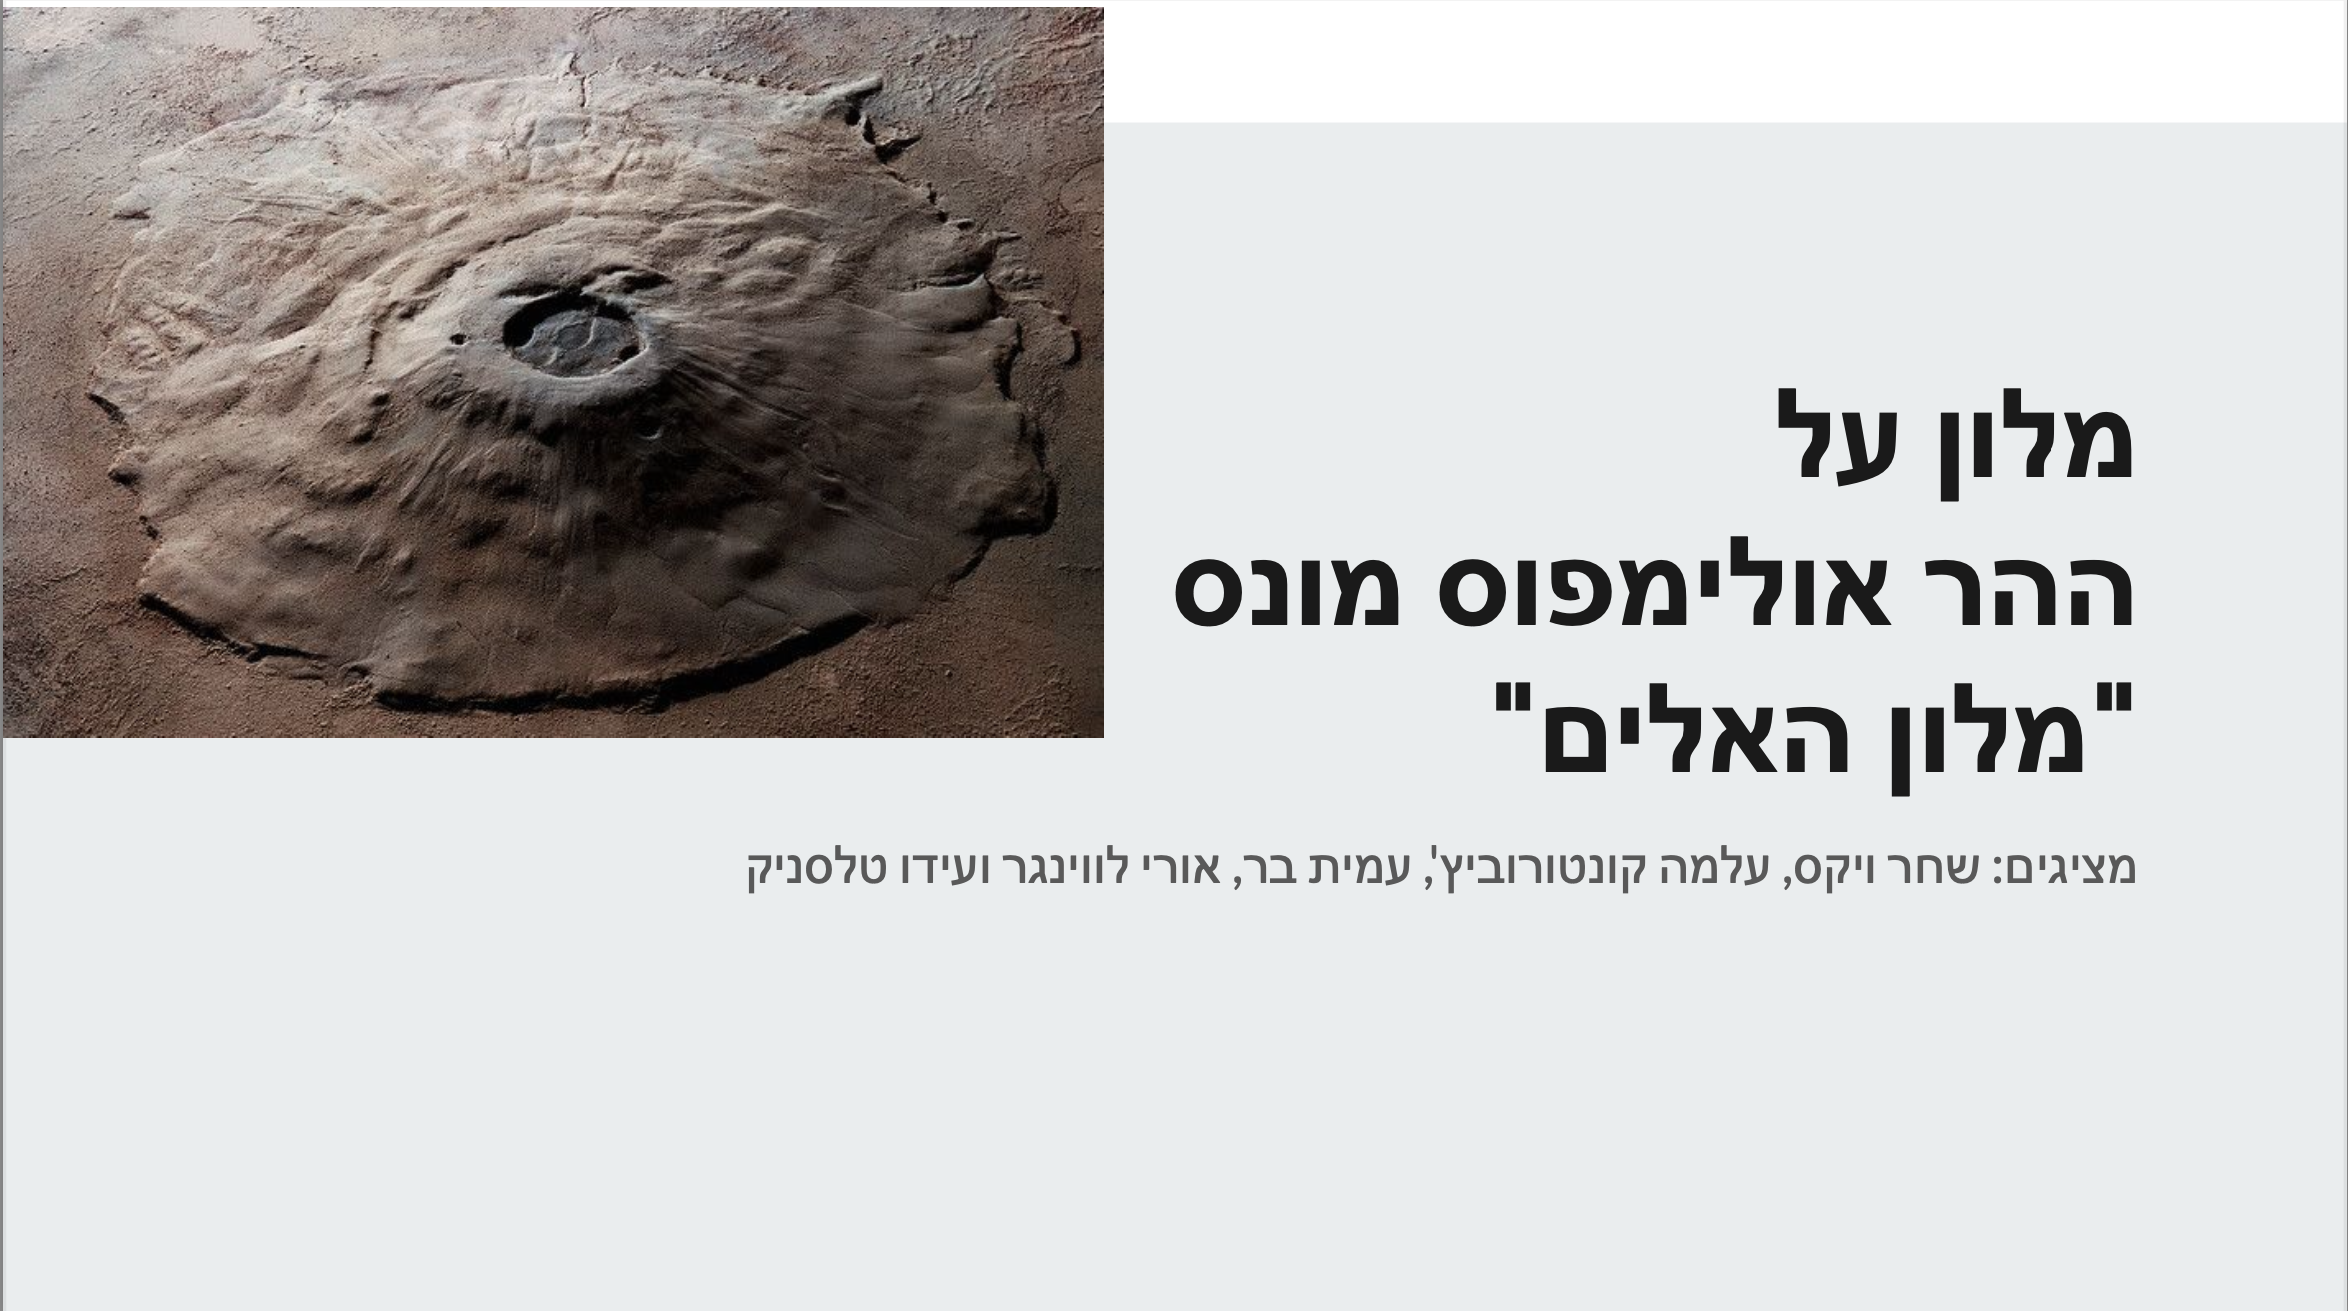 מלון על
ההר אולימפוס מונס
"מלון האלים"
מציגים: שחר ויקס, עלמה קונטורוביץ', עמית בר, אורי לווינגר ועידו טלסניק